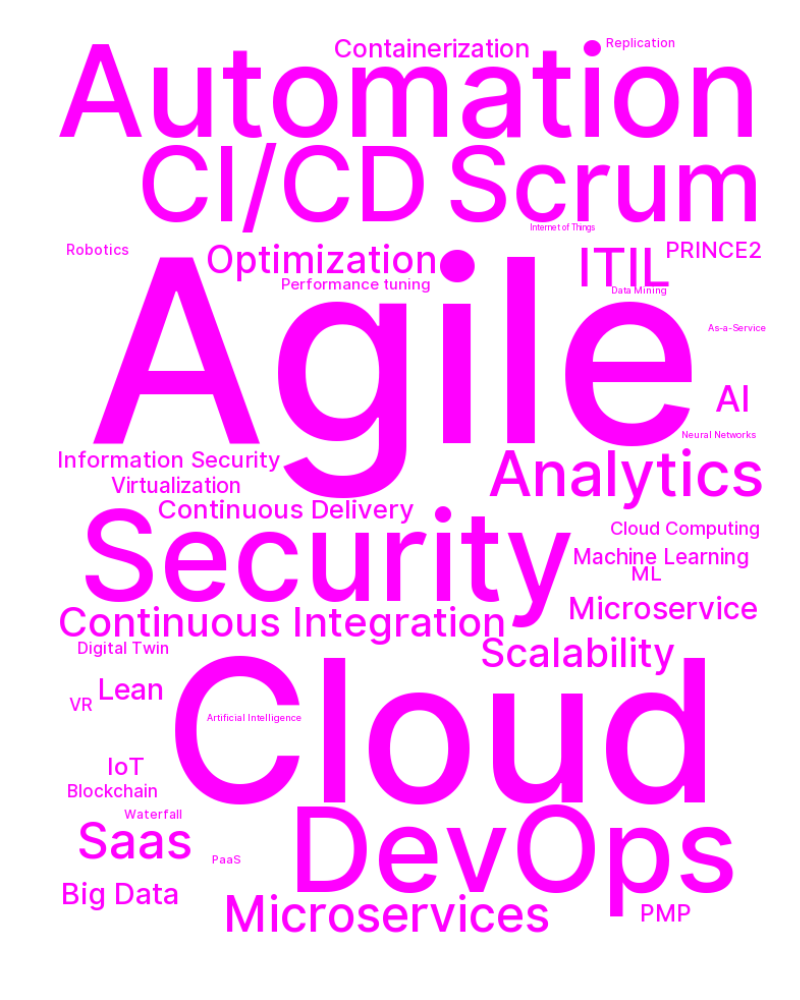 Containerization
Replication
Automation
CI/CD
Scrum
Internet of Things
Robotics
Optimization
ITIL
PRINCE2
Performance tuning
Data Mining
Agile
As-a-Service
AI
Neural Networks
Information Security
Analytics
Virtualization
Continuous Delivery
Security
Cloud Computing
Machine Learning
ML
Microservice
Continuous Integration
Digital Twin
Scalability
Lean
VR
Artificial Intelligence
Cloud
IoT
Blockchain
Waterfall
Saas
PaaS
DevOps
Big Data
Microservices
PMP